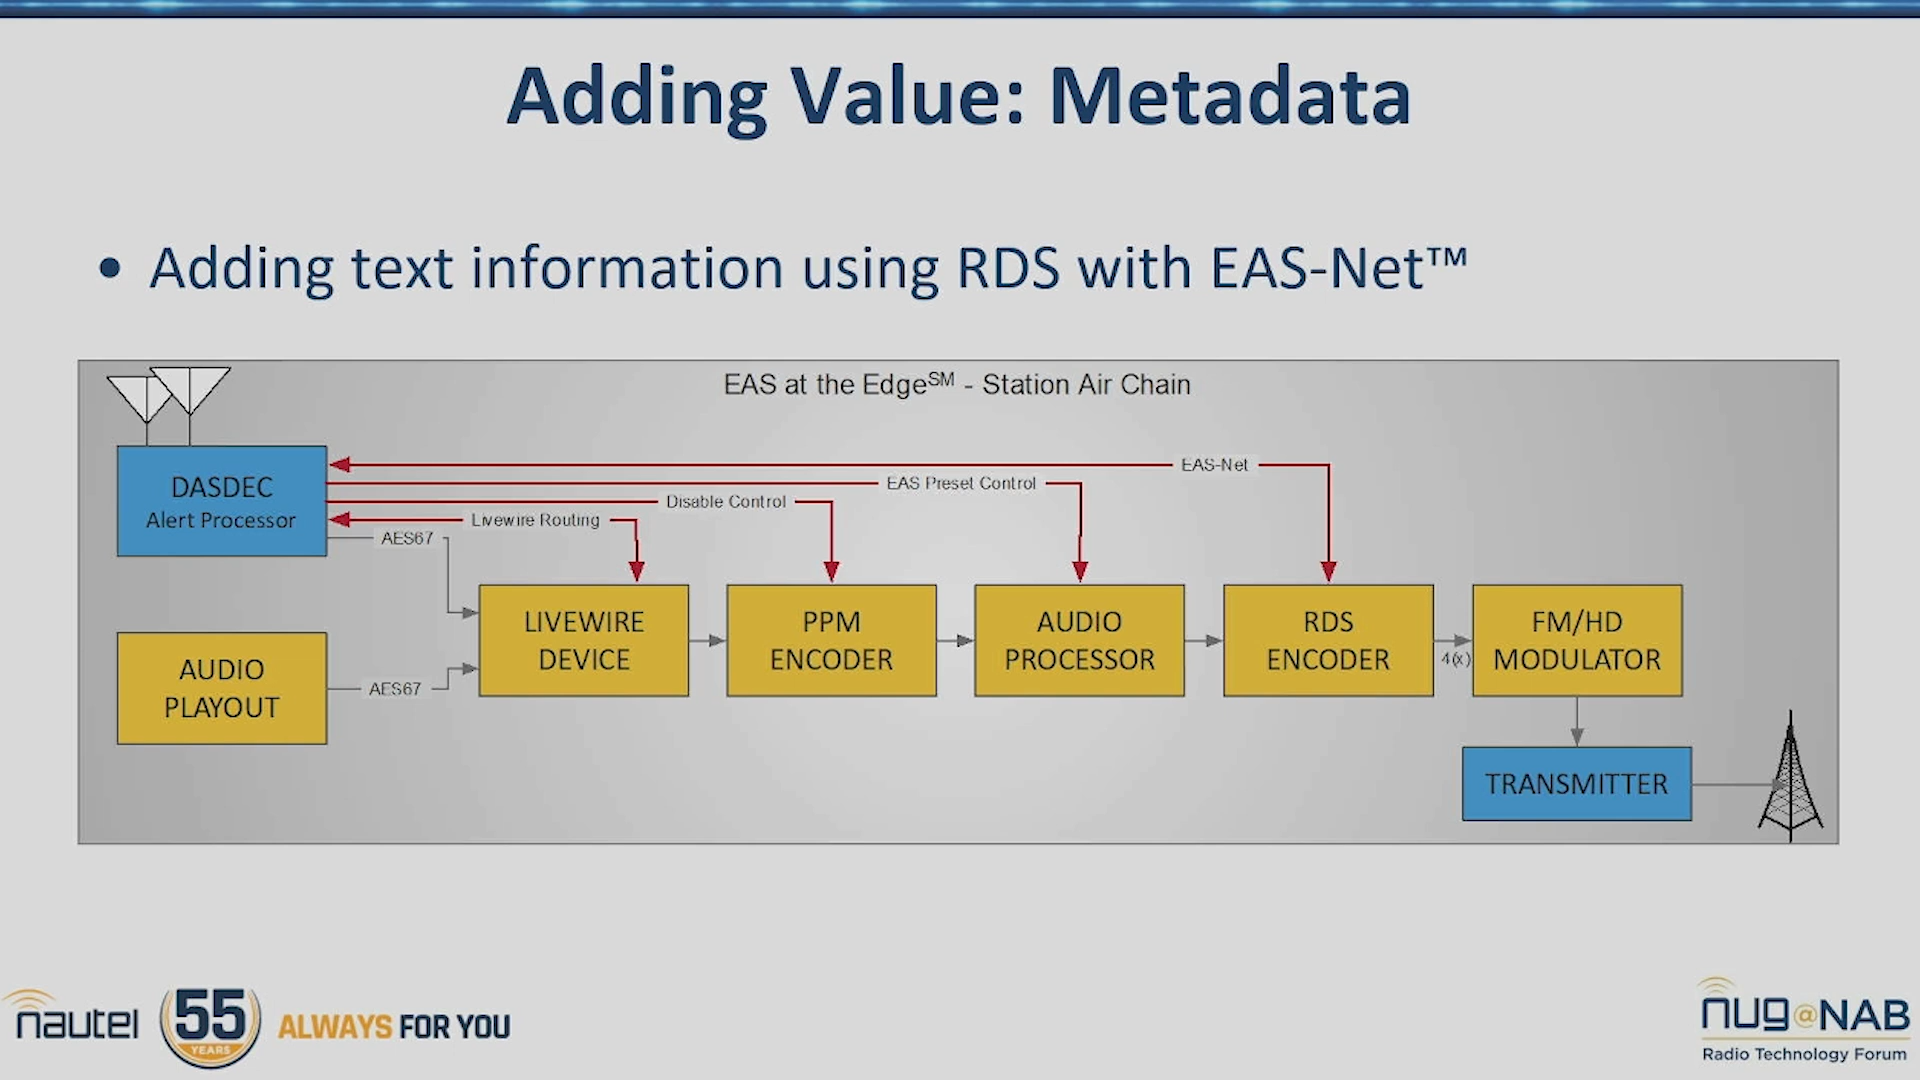 Adding Value: Metadata
• Adding text information using RDS with EAS-Net™
EAS at the Edge℠ - Station Air Chain
DASDEC
Alert Processor
EAS-Net
EAS Preset Control
Disable Control
Livewire Routing
AES67
AUDIO
PLAYOUT
AES67
LIVEWIRE
DEVICE
PPM
ENCODER
AUDIO
PROCESSOR
RDS
ENCODER
4(x)
FM/HD
MODULATOR
TRANSMITTER
nautel
55
YEARS
ALWAYS FOR YOU
nug@NAB
Radio Technology Forum